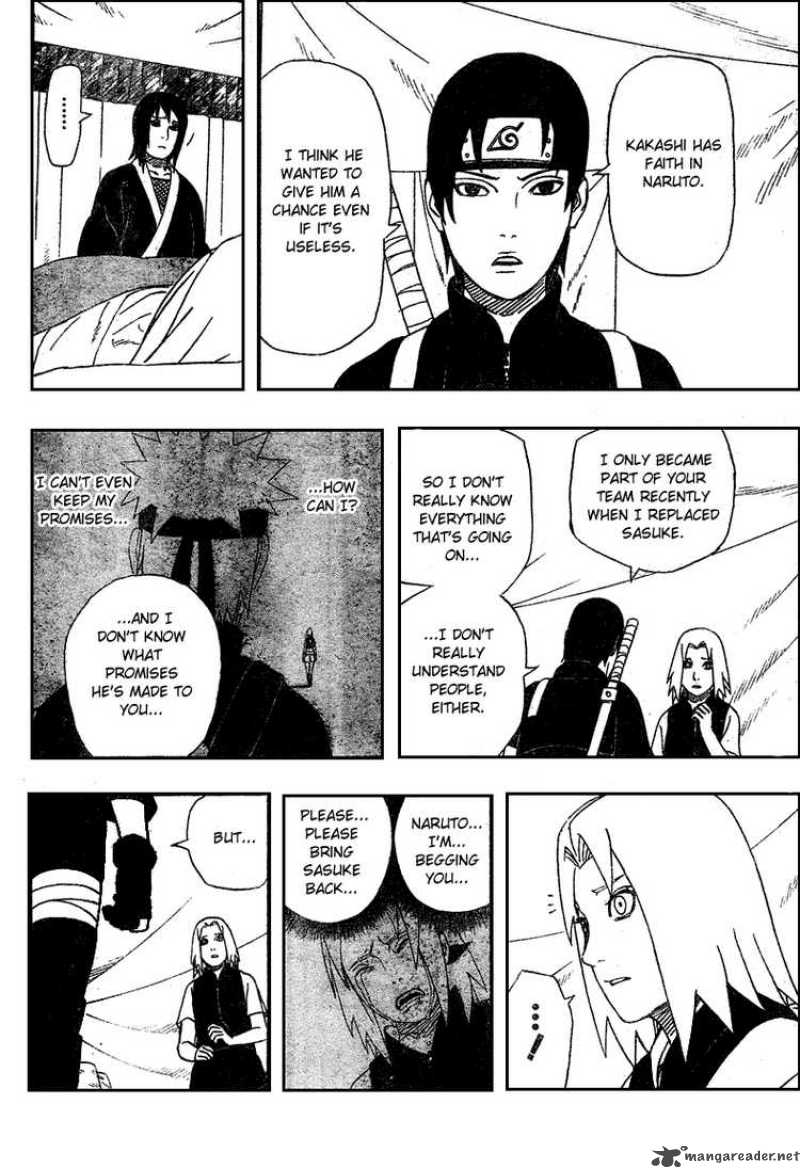 KAKASHI HAS
FAITH IN
NARUTO.
I THINK HE
WANTED TO
GIVE HIM A
CHANCE EVEN
IF IT'S
USELESS.
......
I ONLY BECAME
PART OF YOUR
TEAM RECENTLY
WHEN I REPLACED
SASUKE.
SO I DON'T
REALLY KNOW
EVERYTHING
THAT'S GOING
ON...
...I DON'T
REALLY
UNDERSTAND
PEOPLE,
EITHER.
...HOW
CAN I?
I CAN'T EVEN
KEEP MY
PROMISES...
...AND I
DON'T KNOW
WHAT
PROMISES
HE'S MADE TO
YOU...
....!!
NARUTO...
I'M...
BEGGING
YOU...
PLEASE...
PLEASE
BRING
SASUKE
BACK...
BUT...
mangareader.net